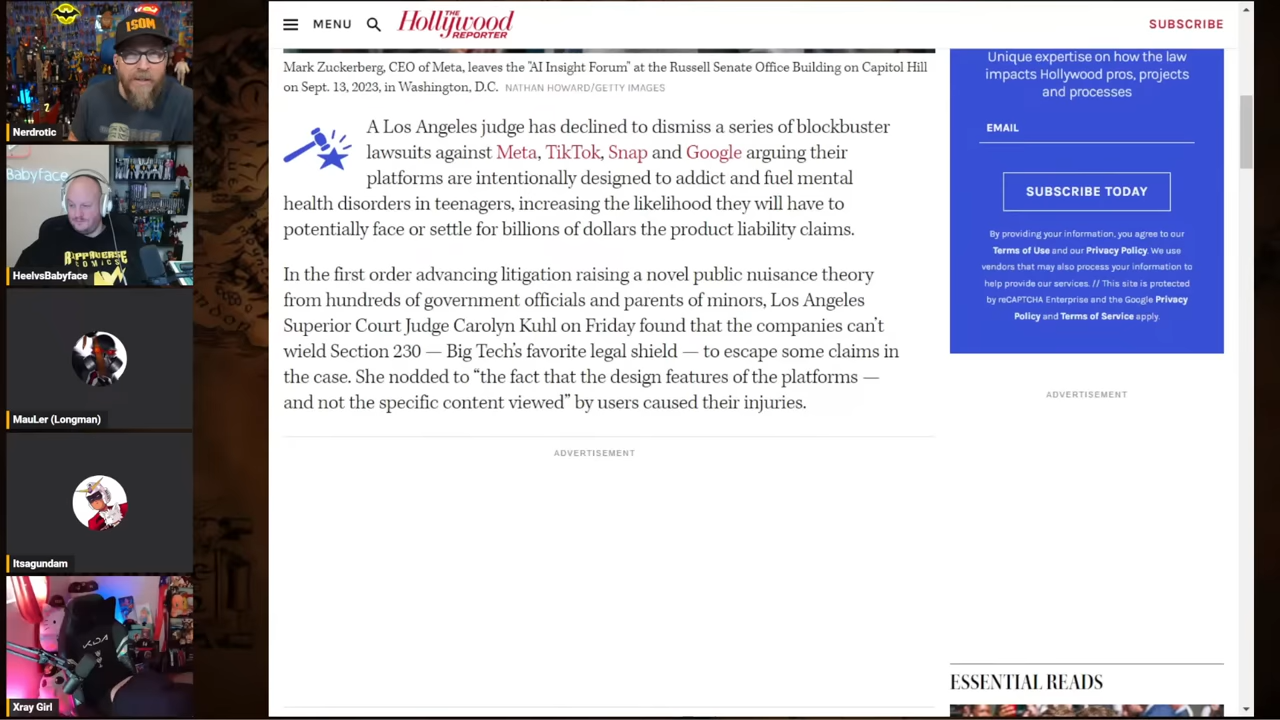 ISOM
Nerdrotic
Babyface
RIPPAVERSE
COMICS
HeelvsBabyface
MauLer (Longman)
Itsagundam
Xray Girl
MENU
THE
Hollywood
REPORTER
SUBSCRIBE
Mark Zuckerberg, CEO of Meta, leaves the "AI Insight Forum" at the Russell Senate Office Building on Capitol Hill
on Sept. 13, 2023, in Washington, D.C. NATHAN HOWARD/GETTY IMAGES
A Los Angeles judge has declined to dismiss a series of blockbuster
lawsuits against Meta, TikTok, Snap and Google arguing their
platforms are intentionally designed to addict and fuel mental
health disorders in teenagers, increasing the likelihood they will have to
potentially face or settle for billions of dollars the product liability claims.
In the first order advancing litigation raising a novel public nuisance theory
from hundreds of government officials and parents of minors, Los Angeles
Superior Court Judge Carolyn Kuhl on Friday found that the companies can't
wield Section 230 — Big Tech's favorite legal shield — to escape some claims in
the case. She nodded to “the fact that the design features of the platforms —
and not the specific content viewed” by users caused their injuries.
ADVERTISEMENT
Unique expertise on how the law
impacts Hollywood pros, projects
and processes
EMAIL
SUBSCRIBE TODAY
By providing your information, you agree to our
Terms of Use and our Privacy Policy. We use
vendors that may also process your information to
help provide our services. // This site is protected
by reCAPTCHA Enterprise and the Google Privacy
Policy and Terms of Service apply.
ADVERTISEMENT
ESSENTIAL READS